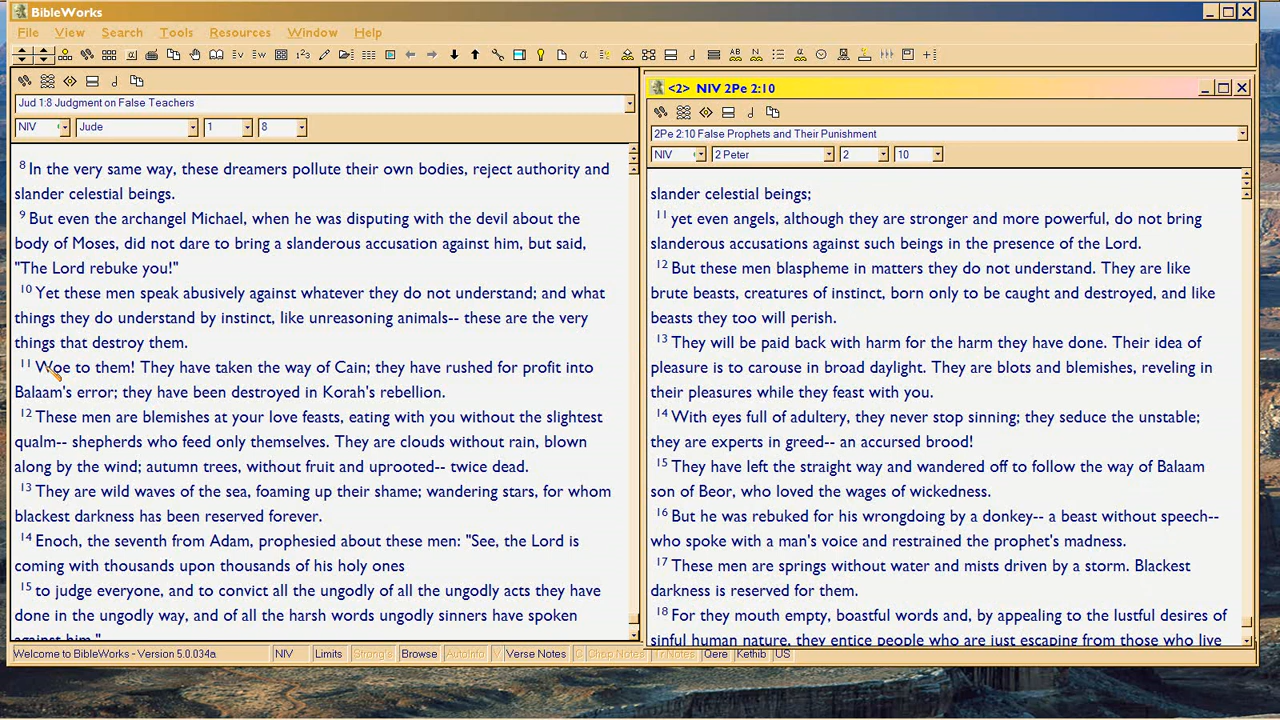 BibleWorks
File View Search Tools Resources Window Help
Jud 1:8 Judgment on False Teachers
NIV Jude 1 8
8 In the very same way, these dreamers pollute their own bodies, reject authority and
slander celestial beings.
9 But even the archangel Michael, when he was disputing with the devil about the
body of Moses, did not dare to bring a slanderous accusation against him, but said,
"The Lord rebuke you!"
10 Yet these men speak abusively against whatever they do not understand; and what
things they do understand by instinct, like unreasoning animals-- these are the very
things that destroy them.
11 Woe to them! They have taken the way of Cain; they have rushed for profit into
Balaam's error; they have been destroyed in Korah's rebellion.
12 These men are blemishes at your love feasts, eating with you without the slightest
qualm-- shepherds who feed only themselves. They are clouds without rain, blown
along by the wind; autumn trees, without fruit and uprooted-- twice dead.
13 They are wild waves of the sea, foaming up their shame; wandering stars, for whom
blackest darkness has been reserved forever.
14 Enoch, the seventh from Adam, prophesied about these men: "See, the Lord is
coming with thousands upon thousands of his holy ones
15 to judge everyone, and to convict all the ungodly of all the ungodly acts they have
done in the ungodly way, and of all the harsh words ungodly sinners have spoken
against him."
<2> NIV 2Pe 2:10
2Pe 2:10 False Prophets and Their Punishment
NIV 2 Peter 2 10
slander celestial beings;
11 yet even angels, although they are stronger and more powerful, do not bring
slanderous accusations against such beings in the presence of the Lord.
12 But these men blaspheme in matters they do not understand. They are like
brute beasts, creatures of instinct, born only to be caught and destroyed, and like
beasts they too will perish.
13 They will be paid back with harm for the harm they have done. Their idea of
pleasure is to carouse in broad daylight. They are blots and blemishes, reveling in
their pleasures while they feast with you.
14 With eyes full of adultery, they never stop sinning; they seduce the unstable;
they are experts in greed-- an accursed brood!
15 They have left the straight way and wandered off to follow the way of Balaam
son of Beor, who loved the wages of wickedness.
16 But he was rebuked for his wrongdoing by a donkey-- a beast without speech--
who spoke with a man's voice and restrained the prophet's madness.
17 These men are springs without water and mists driven by a storm. Blackest
darkness is reserved for them.
18 For they mouth empty, boastful words and, by appealing to the lustful desires of
sinful human nature, they entice people who are just escaping from those who live
Welcome to BibleWorks - Version 5.0.034a NIV Limits Strong's Browse AutoInfo V Verse Notes C Chap Notes Tr.Notes Qere Kethib US